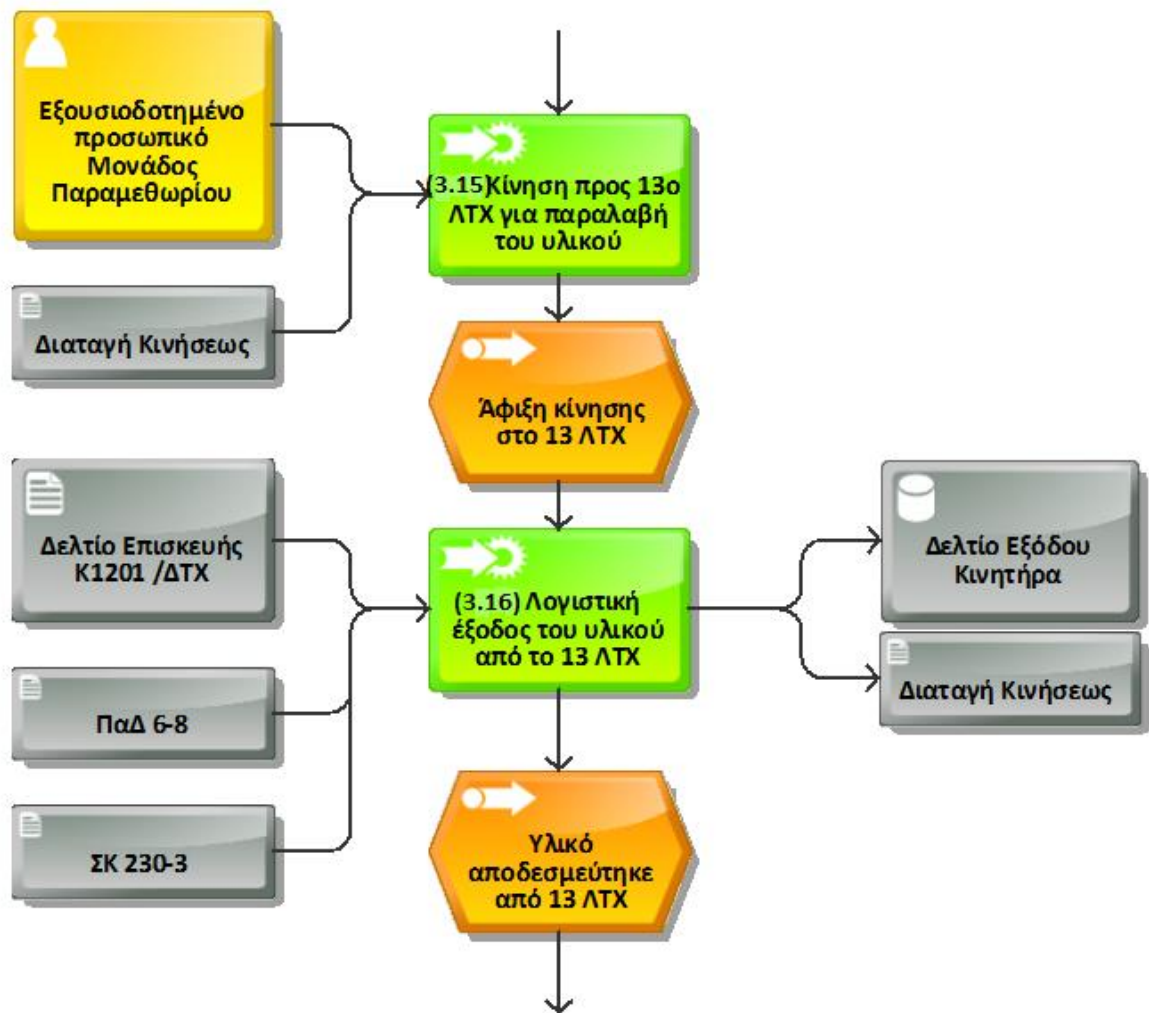 Εξουσιοδοτημένο
προσωπικό
Μονάδος
Παραμεθωρίου
(3.15)Κίνηση προς 13ο
ΛΤΧ για παραλαβή
του υλικού
Διαταγή Κινήσεως
Άφιξη κίνησης
στο 13 ΛΤΧ
Δελτίο Επισκευής
Κ1201 /ΔΤΧ
(3.16) Λογιστική
έξοδος του υλικού
από το 13 ΛΤΧ
Δελτίο Εξόδου
Κινητήρα
Διαταγή Κινήσεως
ΠαΔ 6-8
ΣΚ 230-3
Υλικό
αποδεσμεύτηκε
από 13 ΛΤΧ